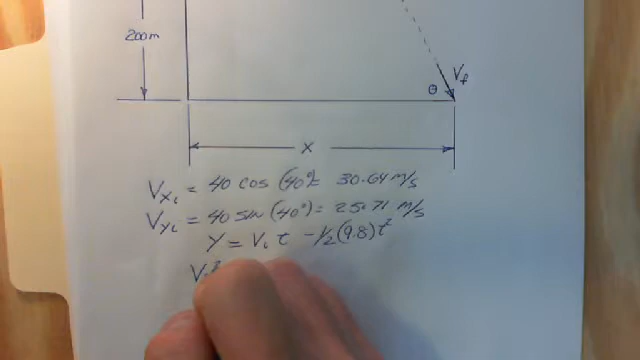 200m
θ
Vf
X
Vxi = 40 cos (40°) = 30.64 m/s
Vyi = 40 sin (40°) = 25.71 m/s
Y = Vi t - 1/2 (9.8) t²